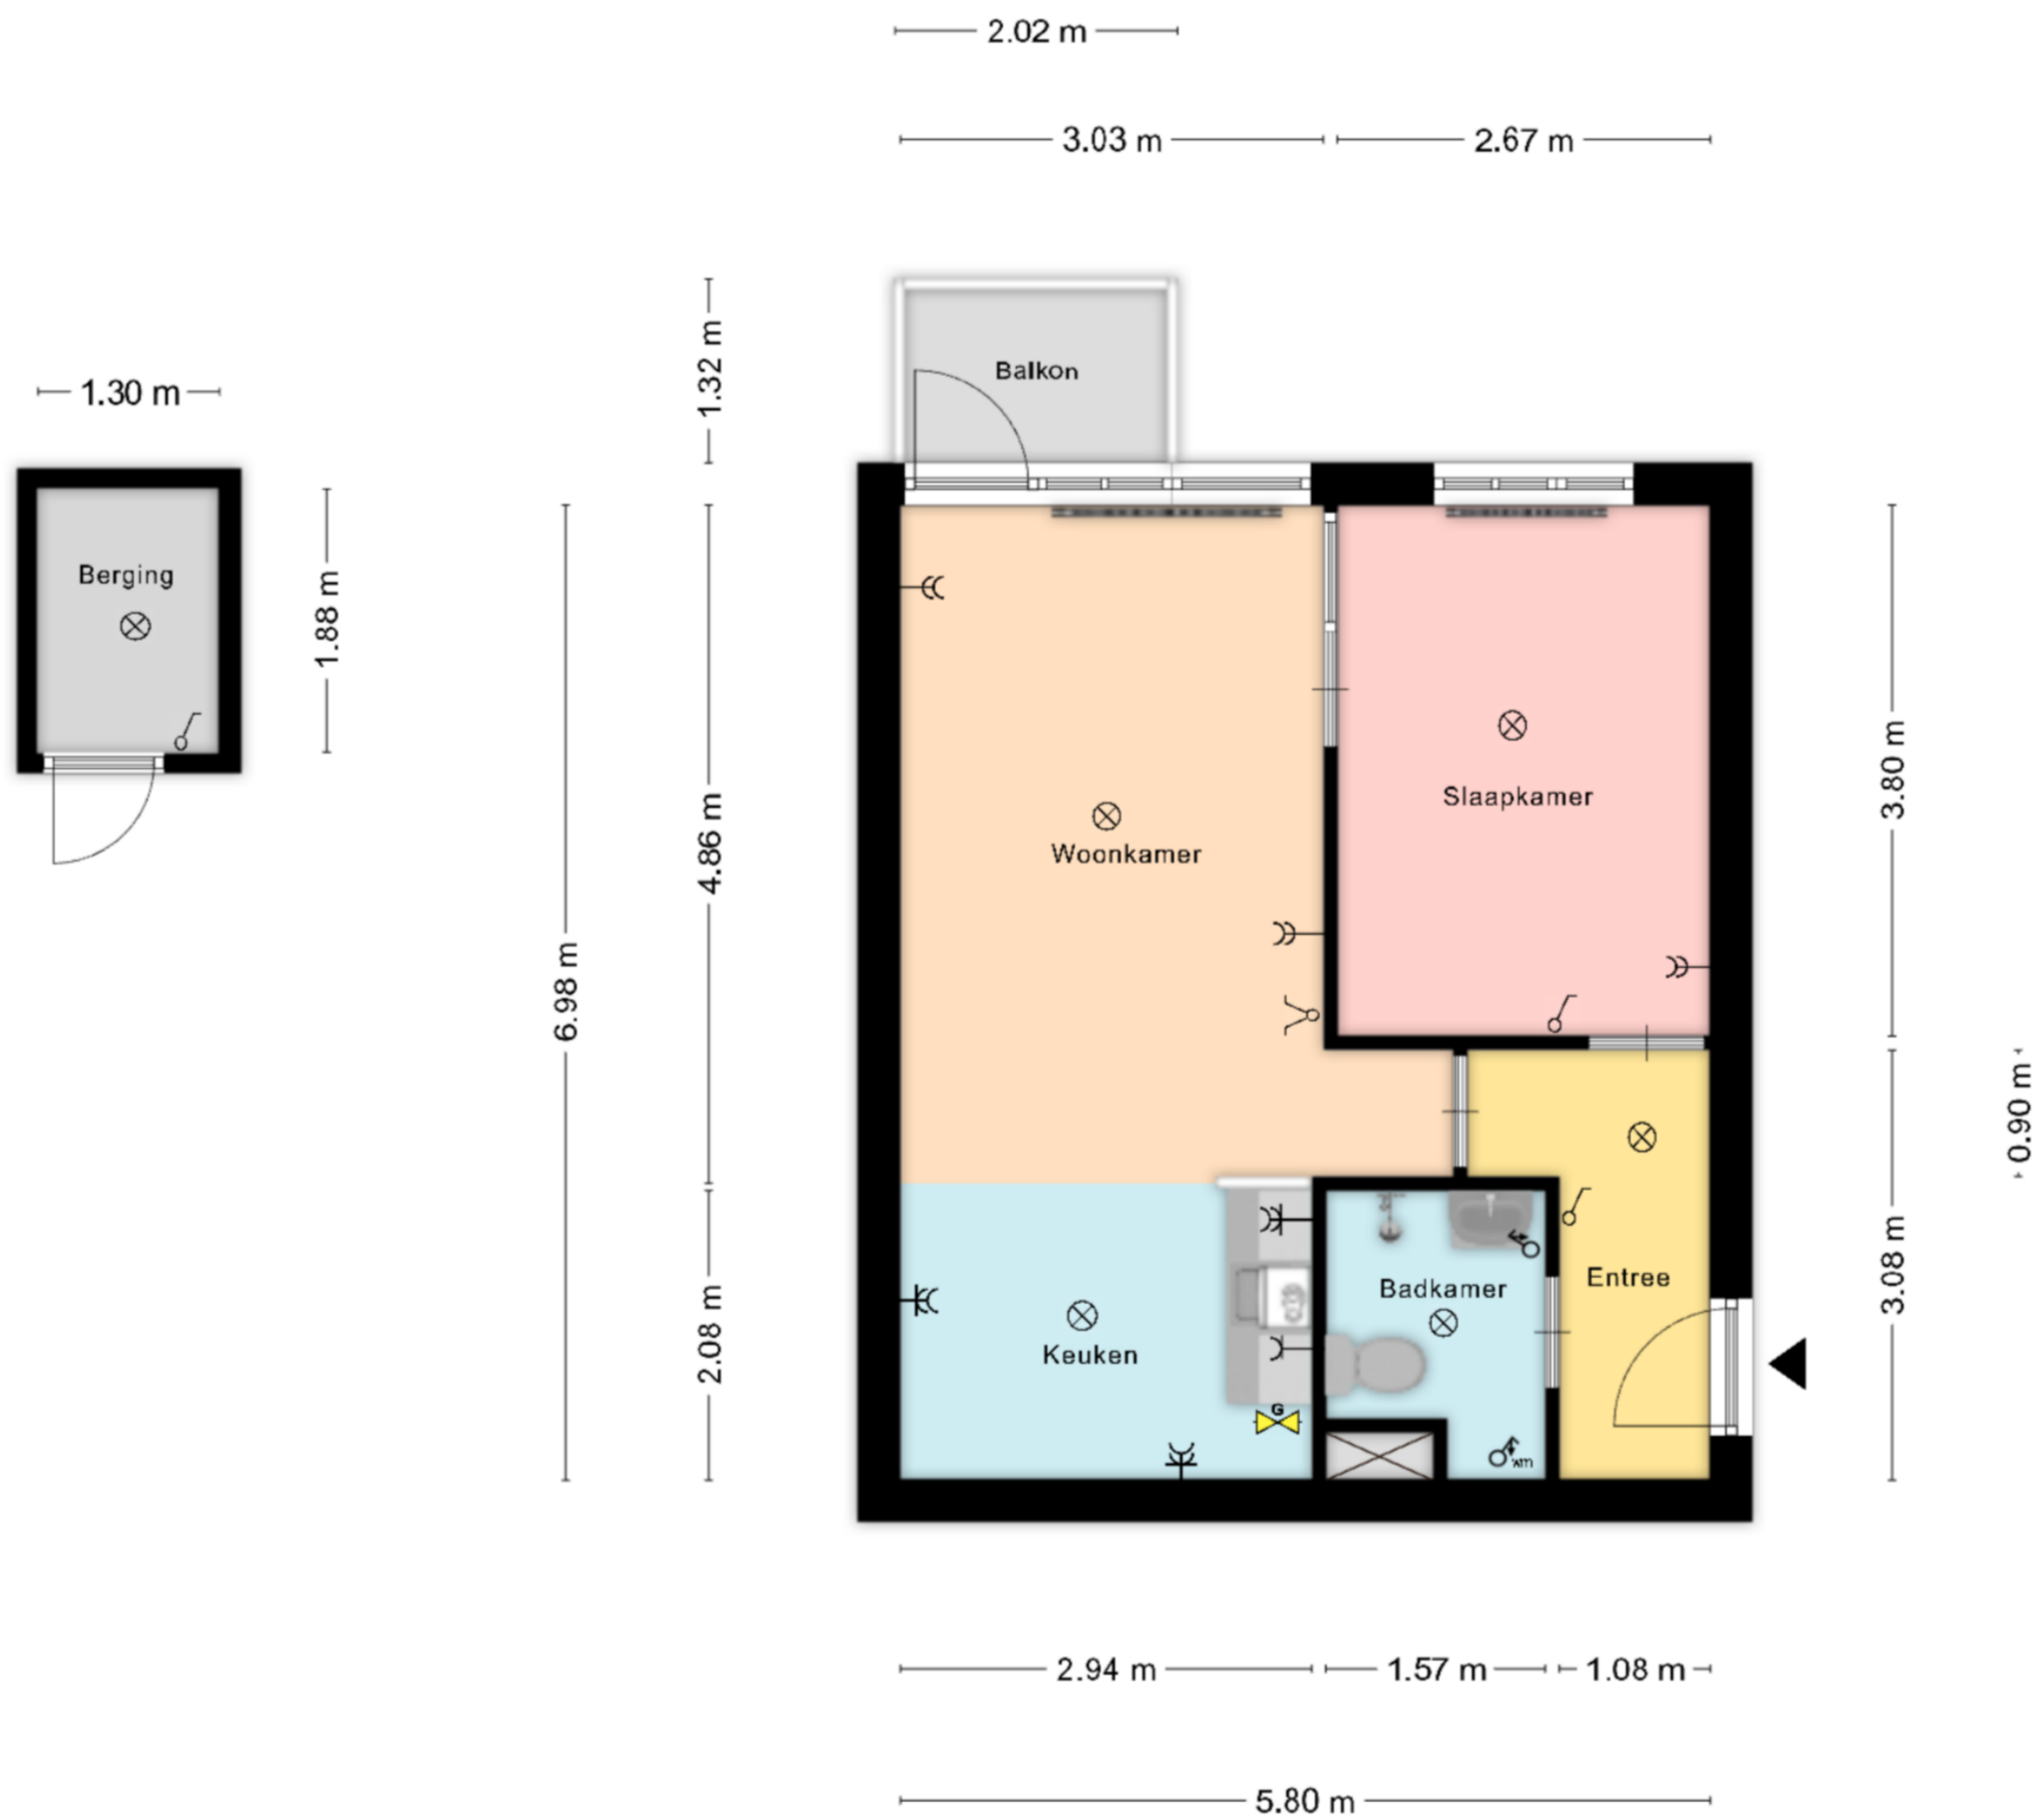 2.02 m
3.03 m
2.67 m
1.32 m
Balkon
1.30 m
Berging
1.88 m
6.98 m
4.86 m
Woonkamer
Slaapkamer
3.80 m
0.90 m
2.08 m
Keuken
G
Badkamer
wm
Entree
3.08 m
2.94 m
1.57 m
1.08 m
5.80 m